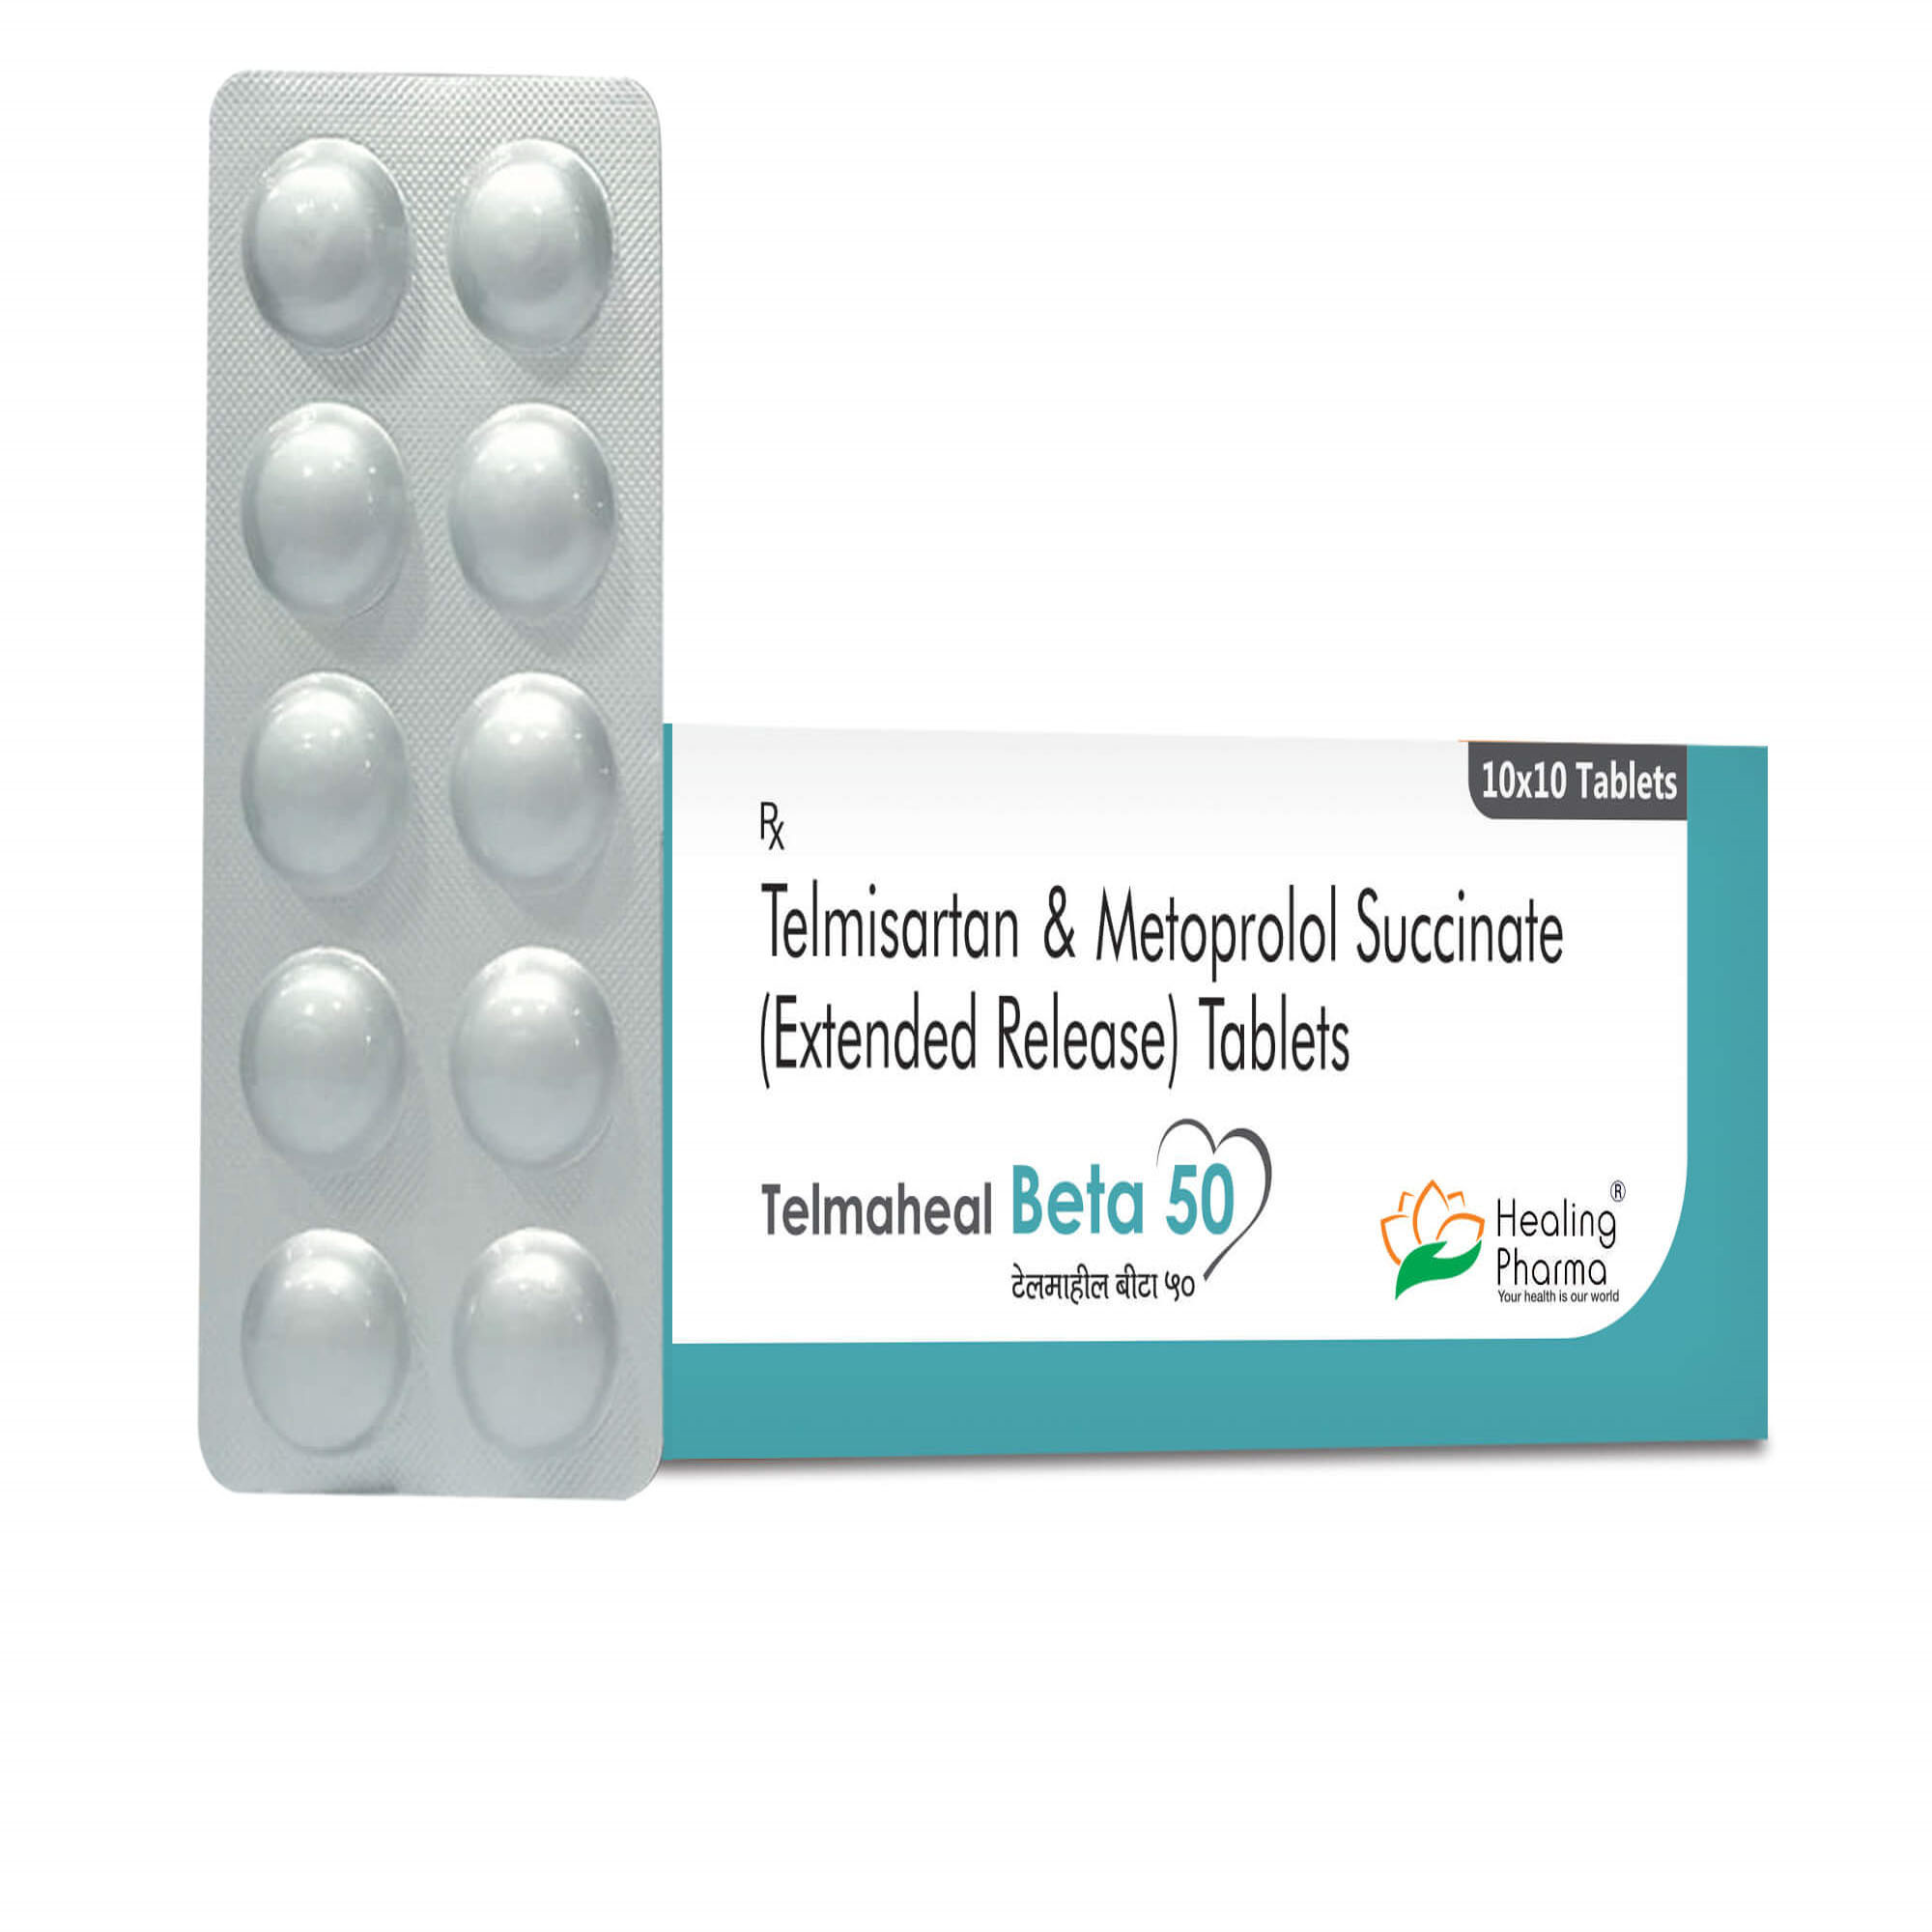 10x10 Tablets
Rx
Telmisartan & Metoprolol Succinate
(Extended Release) Tablets
Telmaheal Beta 50
टेलमाहील बीटा ५०
Healing®
Pharma
Your health is our world